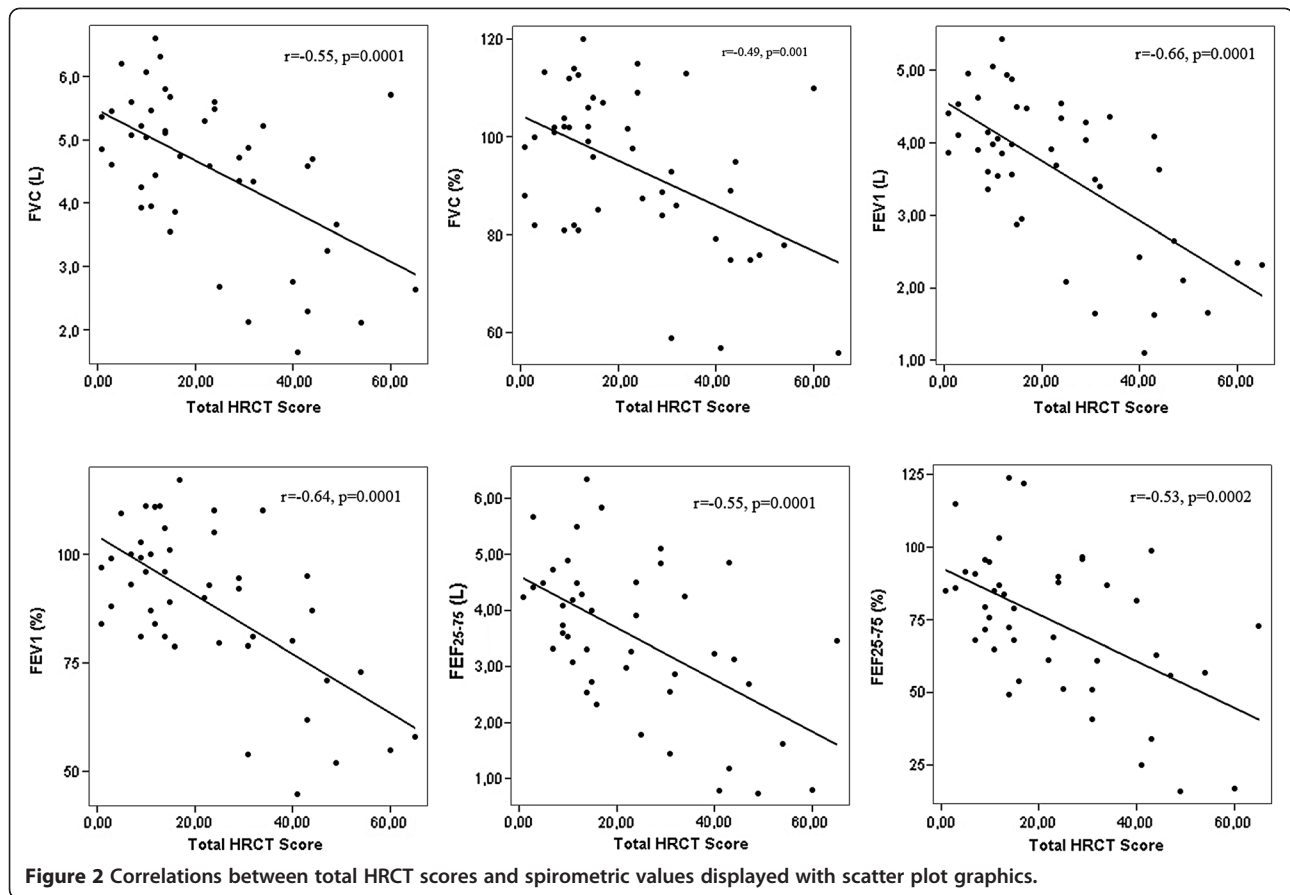 r=-0.55, p=0.0001
6,0
5,0
4,0
3,0
2,0
FVC (L)
0,00 20,00 40,00 60,00
Total HRCT Score
r=-0.49, p=0.001
120
100
80
60
FVC (%)
0,00 20,00 40,00 60,00
Total HRCT Score
r=-0.66, p=0.0001
5,00
4,00
3,00
2,00
1,00
FEV1 (L)
0,00 20,00 40,00 60,00
Total HRCT Score
r=-0.64, p=0.0001
100
75
50
FEV1 (%)
0,00 20,00 40,00 60,00
Total HRCT Score
r=-0.55, p=0.0001
6,00
5,00
4,00
3,00
2,00
1,00
FEF25-75 (L)
0,00 20,00 40,00 60,00
Total HRCT Score
r=-0.53, p=0.0002
125
100
75
50
25
FEF25-75 (%)
0,00 20,00 40,00 60,00
Total HRCT Score
Figure 2 Correlations between total HRCT scores and spirometric values displayed with scatter plot graphics.